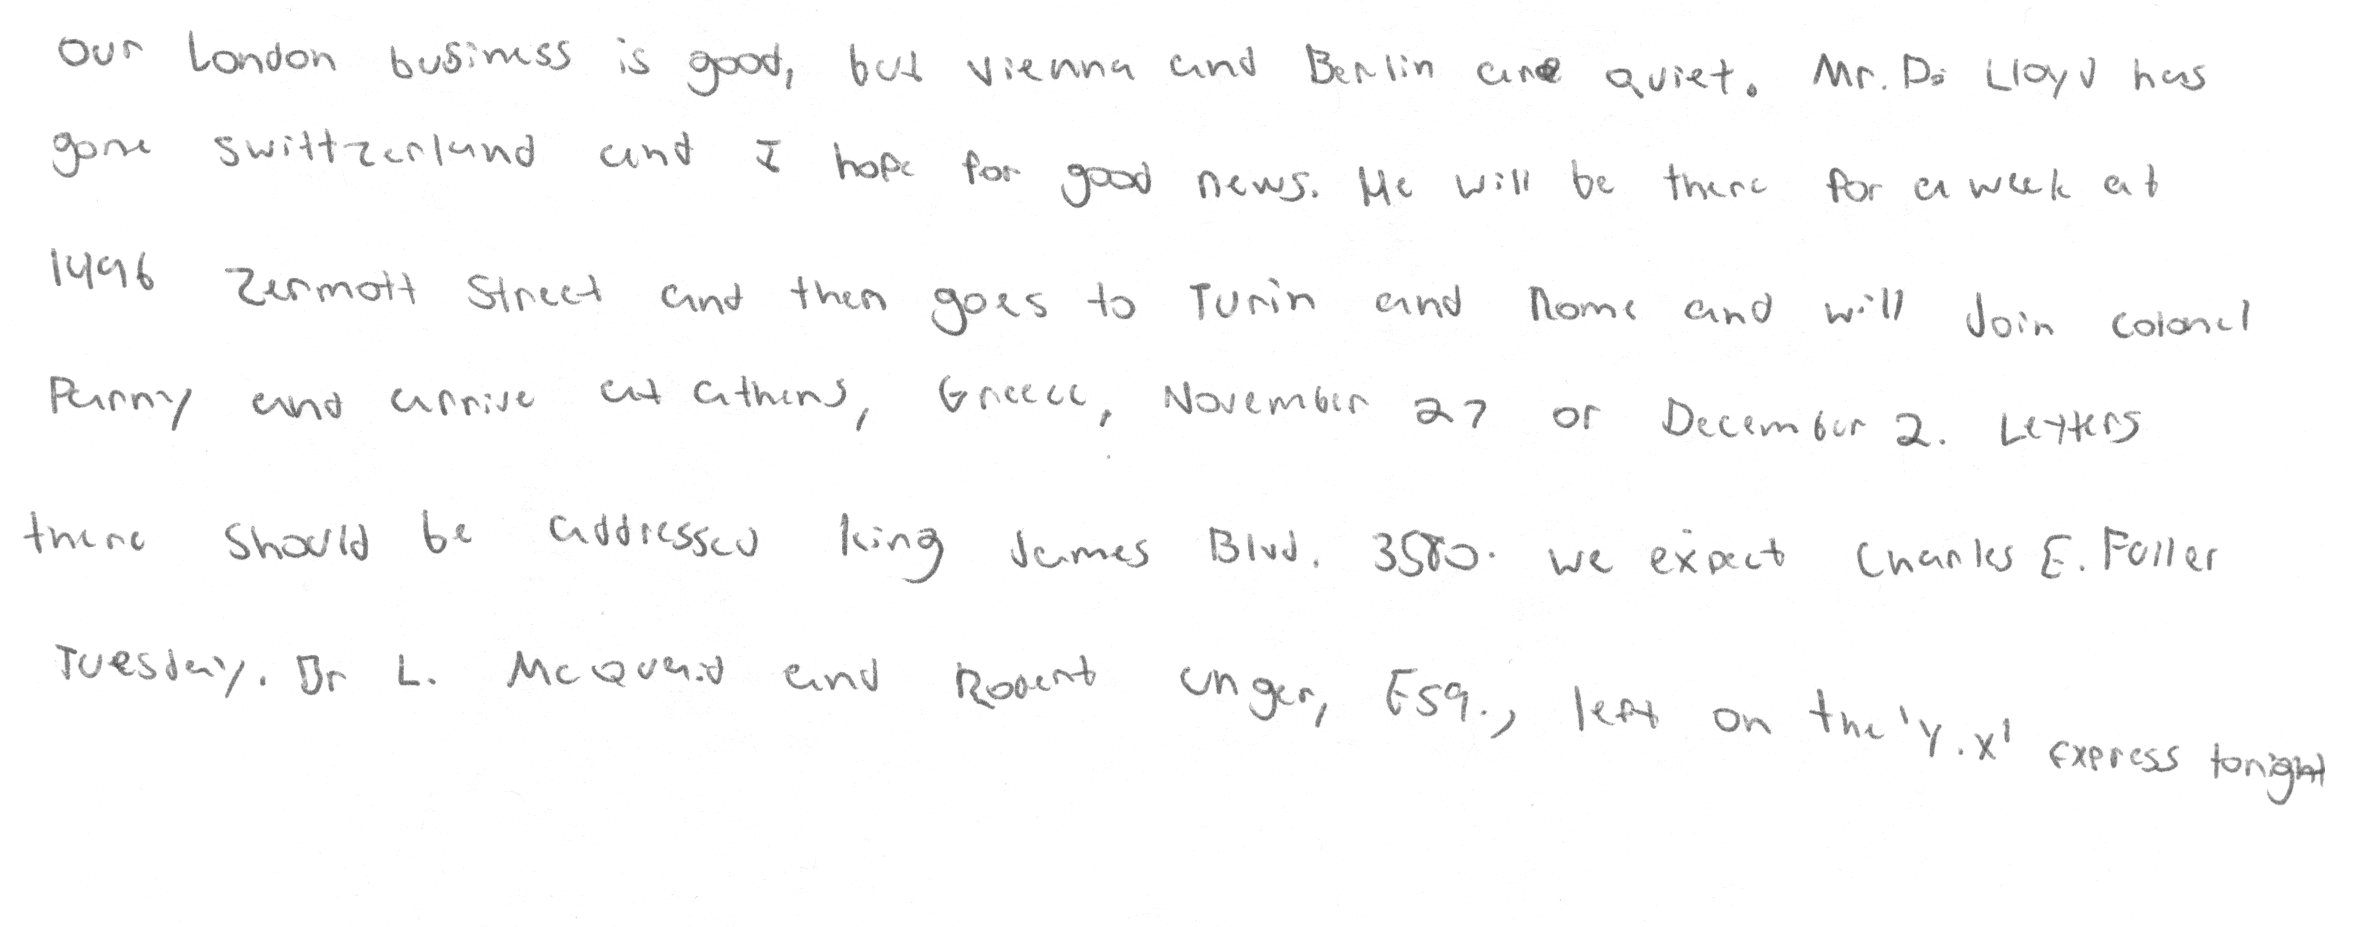 Our London business is good, but Vienna and Berlin are quiet. Mr. D. Lloyd has
gone Swittzerland and I hope for good news. He will be there for a week at
1496 Zermott Street and then goes to Turin and Rome and will Join Colonel
Parry and arrive at Athens, Greece, November 27 or December 2. Letters
there should be addressed King James Blvd. 3580. We expect Charles E. Fuller
Tuesday. Dr L. McQuaid and Robert Unger, Esq., left on the 'Y.X' Express tonight